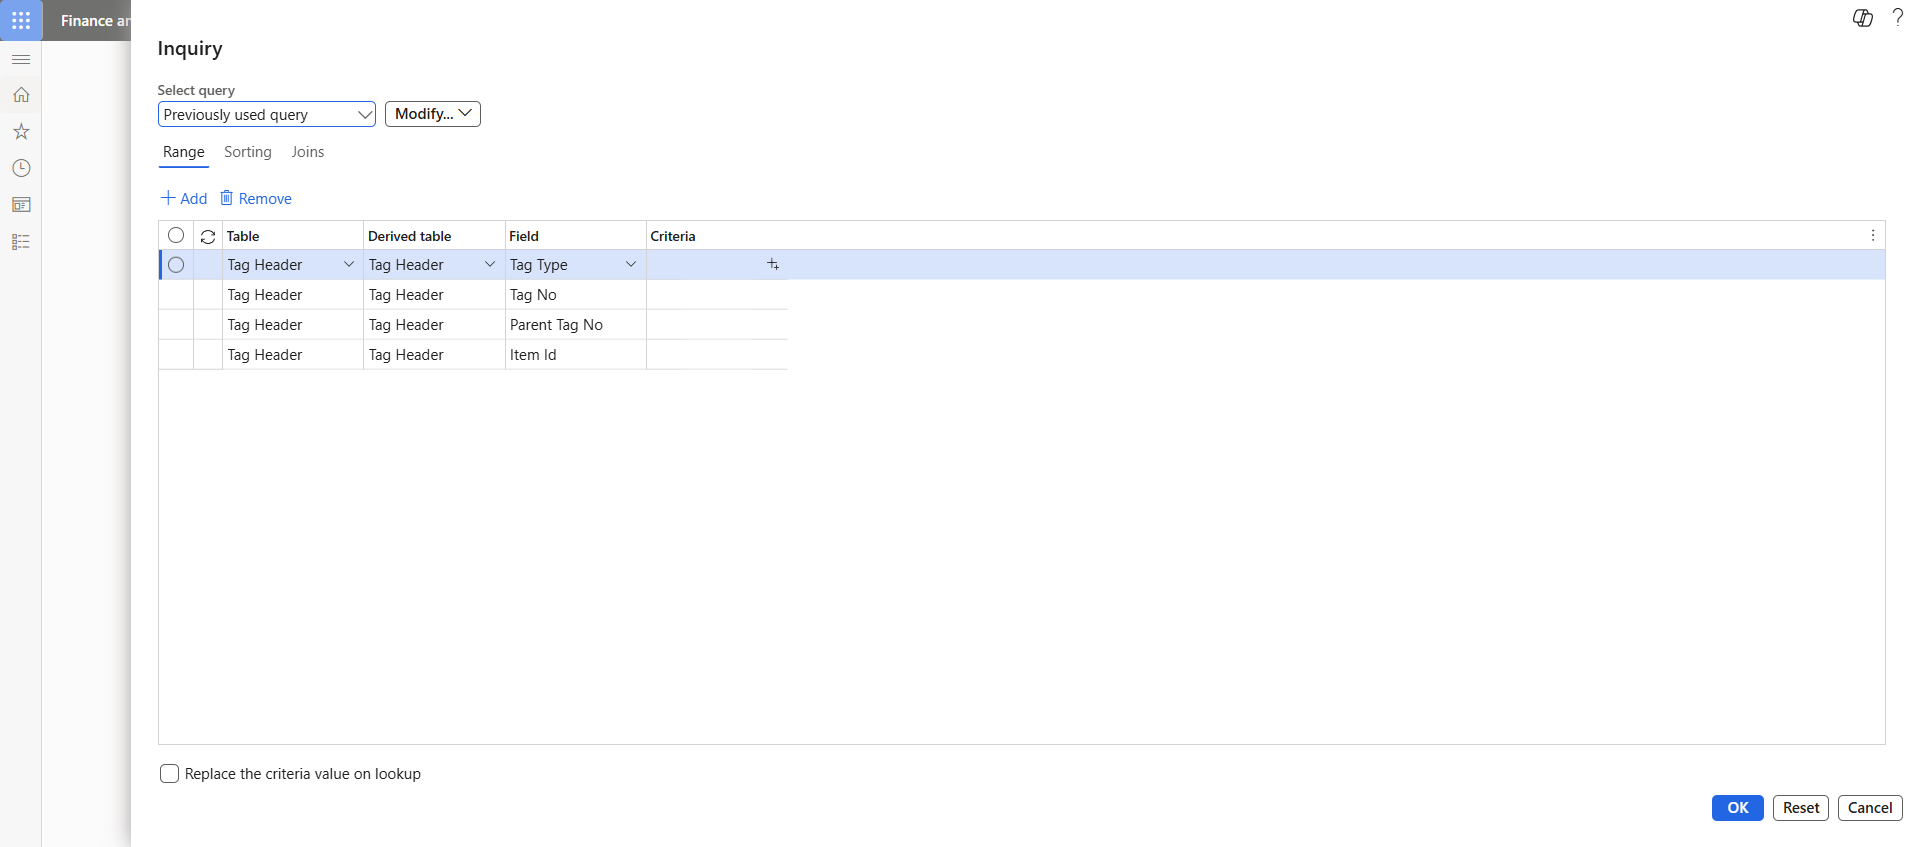 Finance an
Inquiry
Select query
Previously used query
Modify...
Range Sorting Joins
Add Remove
Table Derived table Field Criteria
Tag Header Tag Header Tag Type
Tag Header Tag Header Tag No
Tag Header Tag Header Parent Tag No
Tag Header Tag Header Item Id
Replace the criteria value on lookup
OK Reset Cancel